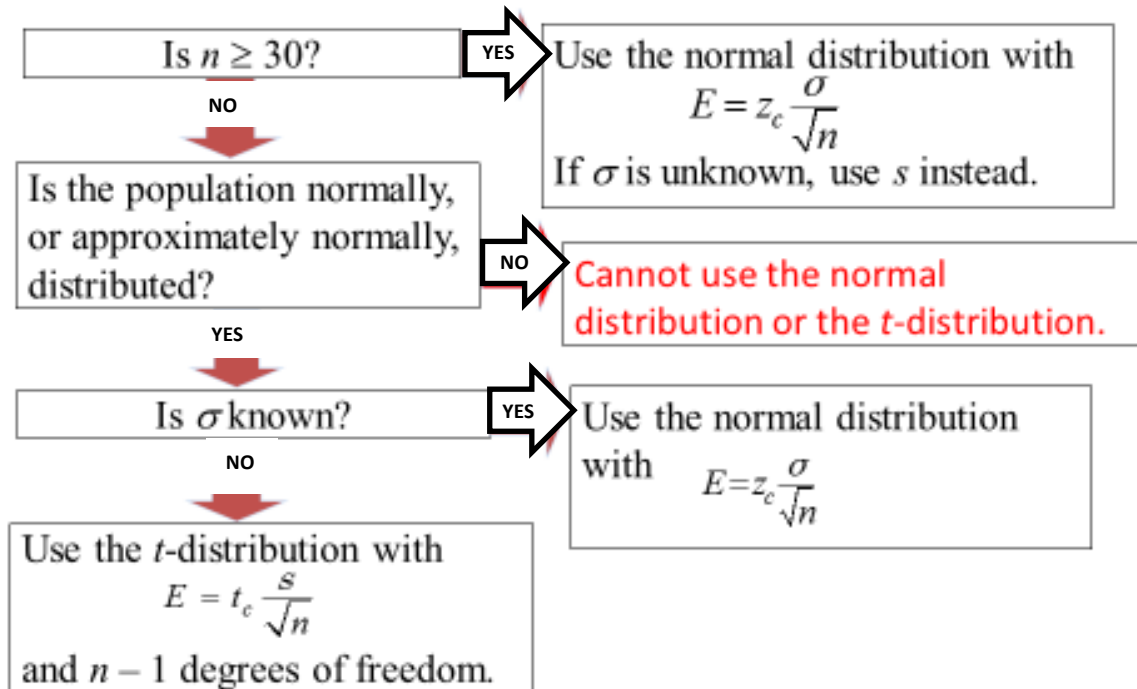 Is n ≥ 30?
YES
Use the normal distribution with
E = z_c σ/√n
If σ is unknown, use s instead.
NO
Is the population normally,
or approximately normally,
distributed?
NO
Cannot use the normal
distribution or the t-distribution.
YES
Is σ known?
YES
Use the normal distribution
with E=z_c σ/√n
NO
Use the t-distribution with
E = t_c s/√n
and n – 1 degrees of freedom.